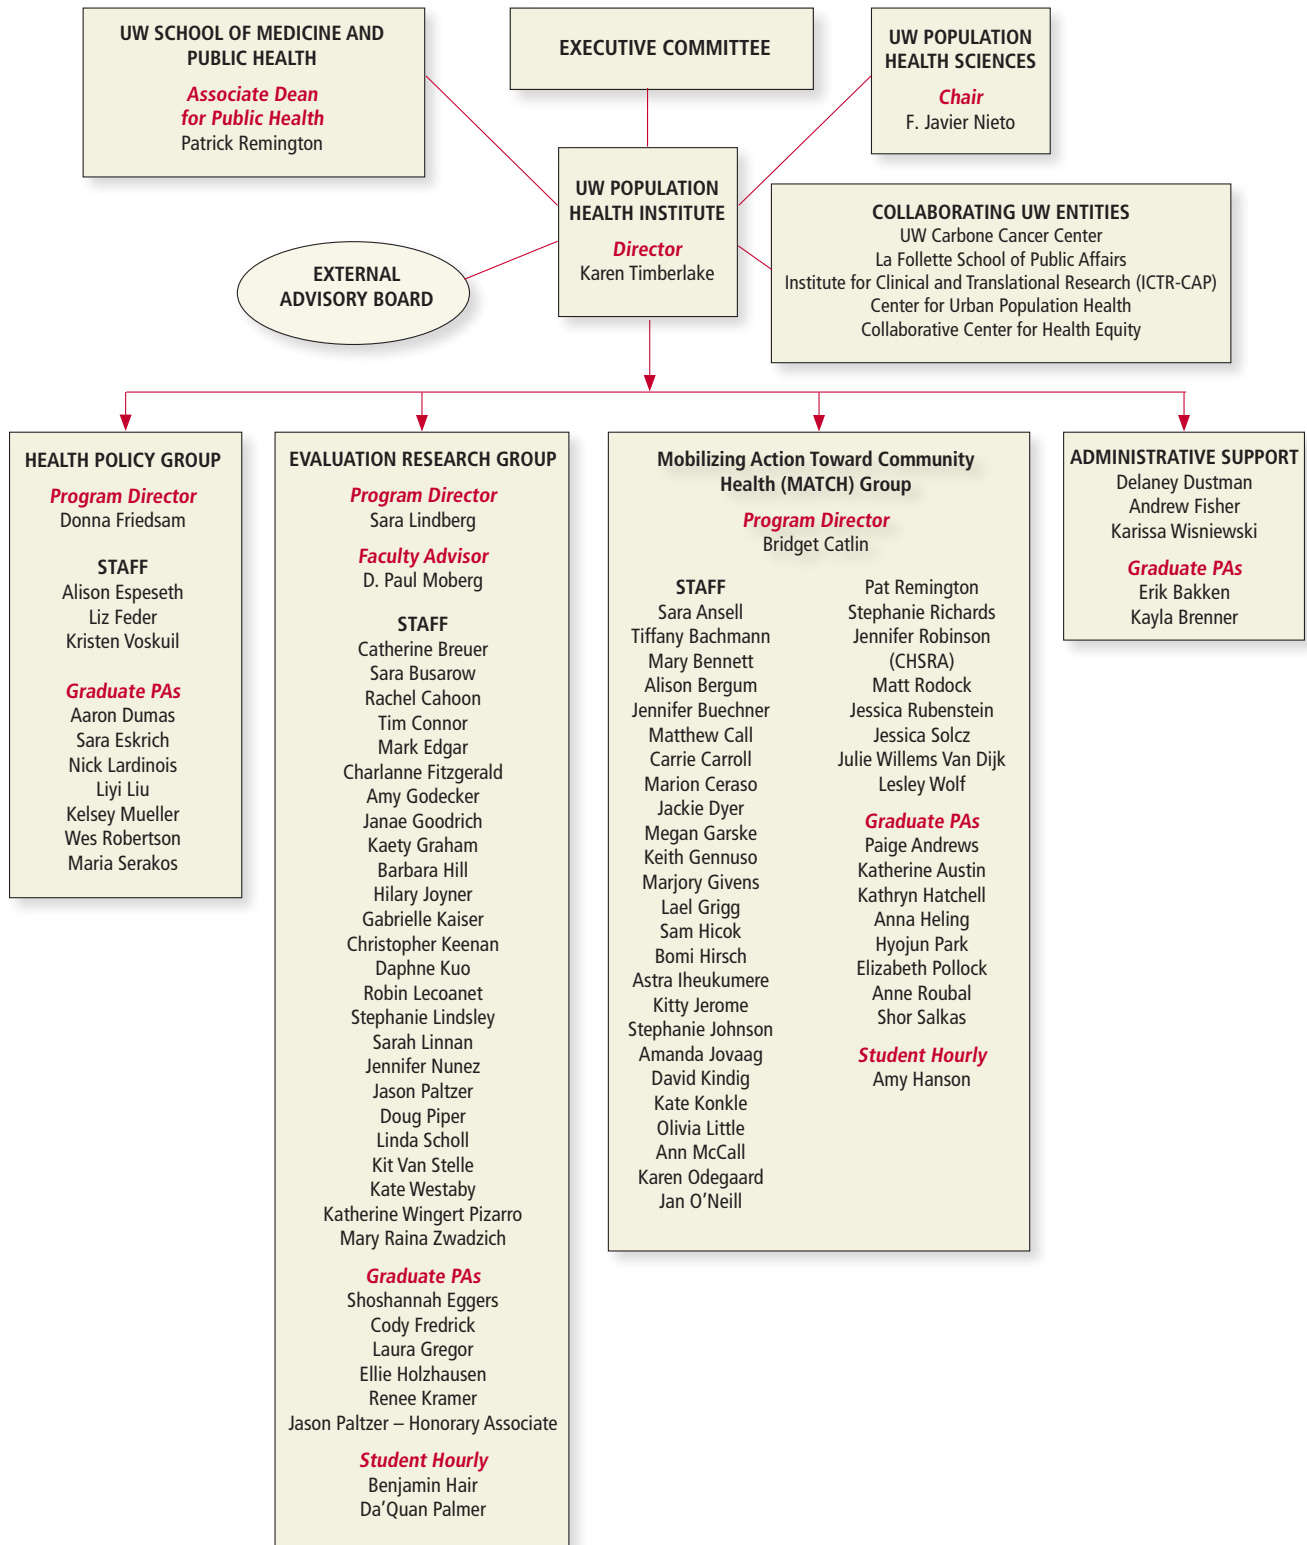 UW SCHOOL OF MEDICINE AND
PUBLIC HEALTH
Associate Dean
for Public Health
Patrick Remington
EXECUTIVE COMMITTEE
UW POPULATION
HEALTH SCIENCES
Chair
F. Javier Nieto
UW POPULATION
HEALTH INSTITUTE
Director
Karen Timberlake
EXTERNAL
ADVISORY BOARD
COLLABORATING UW ENTITIES
UW Carbone Cancer Center
La Follette School of Public Affairs
Institute for Clinical and Translational Research (ICTR-CAP)
Center for Urban Population Health
Collaborative Center for Health Equity
HEALTH POLICY GROUP
Program Director
Donna Friedsam
STAFF
Alison Espeseth
Liz Feder
Kristen Voskuil
Graduate PAs
Aaron Dumas
Sara Eskrich
Nick Lardinois
Liyi Liu
Kelsey Mueller
Wes Robertson
Maria Serakos
EVALUATION RESEARCH GROUP
Program Director
Sara Lindberg
Faculty Advisor
D. Paul Moberg
STAFF
Catherine Breuer
Sara Busarow
Rachel Cahoon
Tim Connor
Mark Edgar
Charlanne Fitzgerald
Amy Godecker
Janae Goodrich
Kaety Graham
Barbara Hill
Hilary Joyner
Gabrielle Kaiser
Christopher Keenan
Daphne Kuo
Robin Lecoanet
Stephanie Lindsley
Sarah Linnan
Jennifer Nunez
Jason Paltzer
Doug Piper
Linda Scholl
Kit Van Stelle
Kate Westaby
Katherine Wingert Pizarro
Mary Raina Zwadzich
Graduate PAs
Shoshannah Eggers
Cody Fredrick
Laura Gregor
Ellie Holzhausen
Renee Kramer
Jason Paltzer – Honorary Associate
Student Hourly
Benjamin Hair
Da’Quan Palmer
Mobilizing Action Toward Community
Health (MATCH) Group
Program Director
Bridget Catlin
STAFF
Sara Ansell
Tiffany Bachmann
Mary Bennett
Alison Bergum
Jennifer Buechner
Matthew Call
Carrie Carroll
Marion Ceraso
Jackie Dyer
Megan Garske
Keith Gennuso
Marjory Givens
Lael Grigg
Sam Hicok
Bomi Hirsch
Astra Iheukumere
Kitty Jerome
Stephanie Johnson
Amanda Jovaag
David Kindig
Kate Konkle
Olivia Little
Ann McCall
Karen Odegaard
Jan O’Neill
Pat Remington
Stephanie Richards
Jennifer Robinson
(CHSRA)
Matt Rodock
Jessica Rubenstein
Jessica Solcz
Julie Willems Van Dijk
Lesley Wolf
Graduate PAs
Paige Andrews
Katherine Austin
Kathryn Hatchell
Anna Heling
Hyojun Park
Elizabeth Pollock
Anne Roubal
Shor Salkas
Student Hourly
Amy Hanson
ADMINISTRATIVE SUPPORT
Delaney Dustman
Andrew Fisher
Karissa Wisniewski
Graduate PAs
Erik Bakken
Kayla Brenner